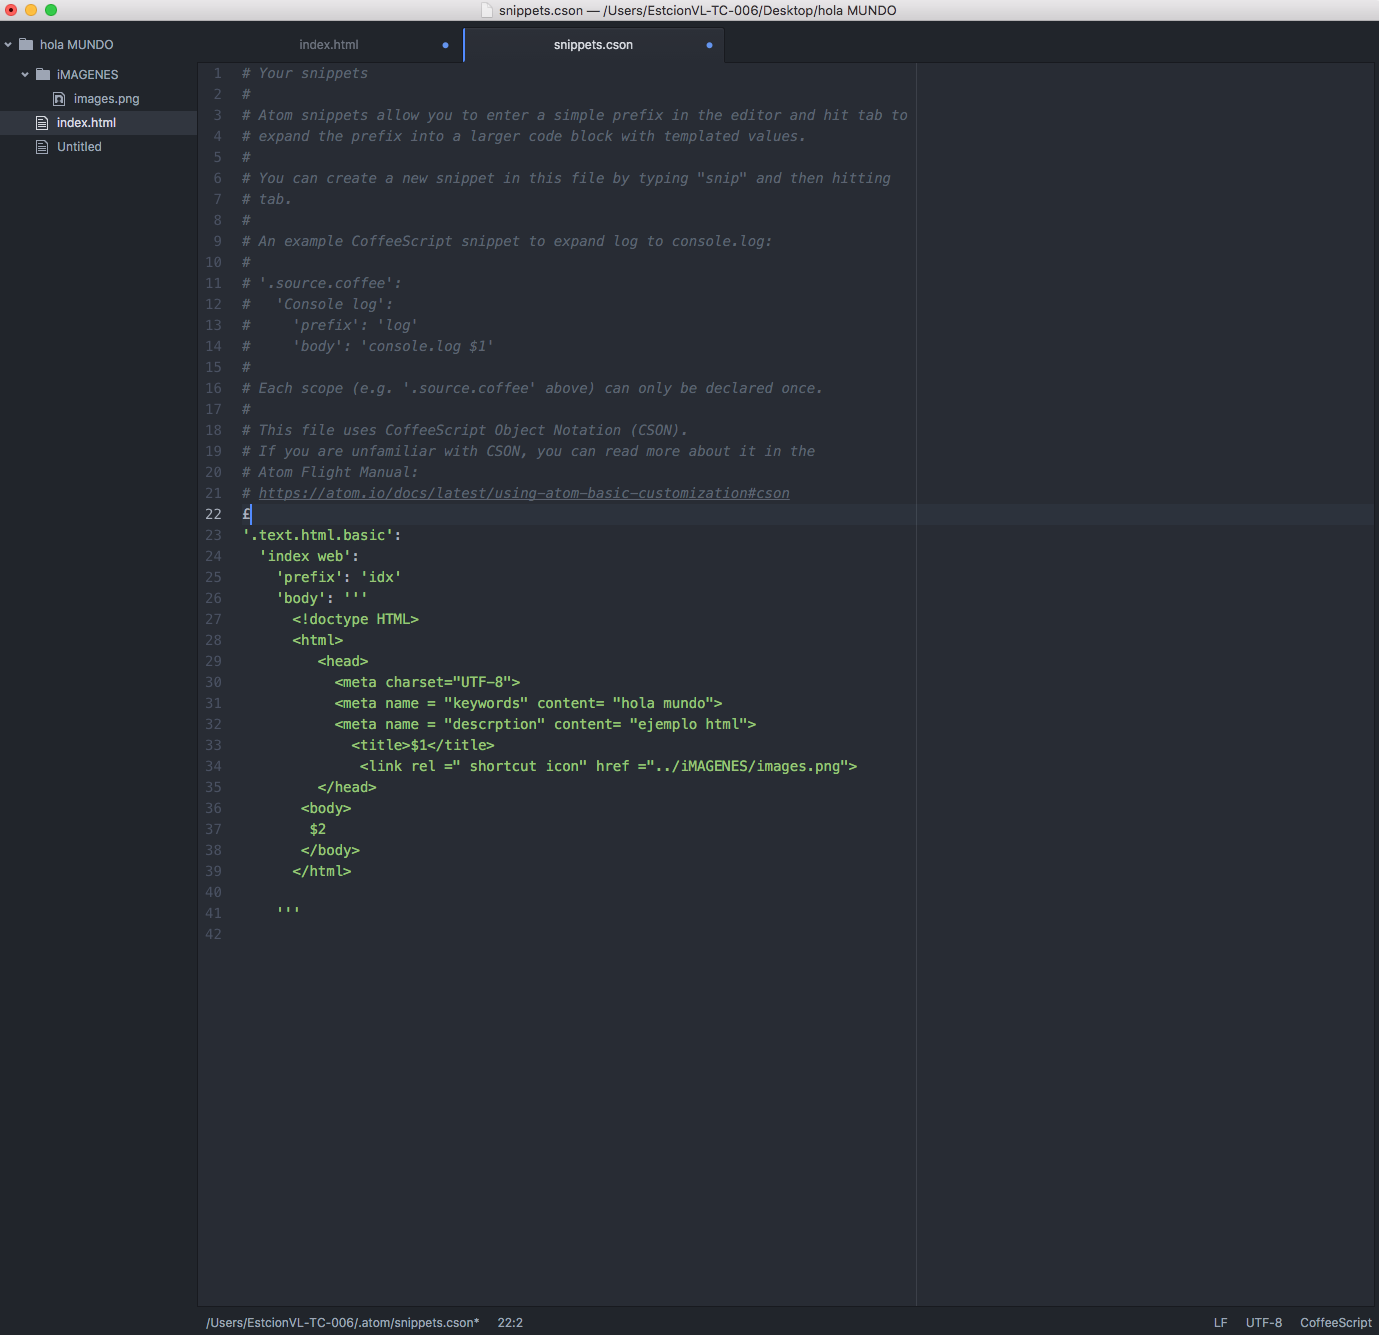 snippets.cson — /Users/EstcionVL-TC-006/Desktop/hola MUNDO
hola MUNDO
iMAGENES
images.png
index.html
Untitled
index.html
snippets.cson
1 # Your snippets
2 #
3 # Atom snippets allow you to enter a simple prefix in the editor and hit tab to
4 # expand the prefix into a larger code block with templated values.
5 #
6 # You can create a new snippet in this file by typing "snip" and then hitting
7 # tab.
8 #
9 # An example CoffeeScript snippet to expand log to console.log:
10 #
11 # '.source.coffee':
12 #   'Console log':
13 #     'prefix': 'log'
14 #     'body': 'console.log $1'
15 #
16 # Each scope (e.g. '.source.coffee' above) can only be declared once.
17 #
18 # This file uses CoffeeScript Object Notation (CSON).
19 # If you are unfamiliar with CSON, you can read more about it in the
20 # Atom Flight Manual:
21 # https://atom.io/docs/latest/using-atom-basic-customization#cson
22 £
23 '.text.html.basic':
24   'index web':
25     'prefix': 'idx'
26     'body': '''
27       <!doctype HTML>
28       <html>
29          <head>
30            <meta charset="UTF-8">
31            <meta name = "keywords" content= "hola mundo">
32            <meta name = "descrption" content= "ejemplo html">
33              <title>$1</title>
34               <link rel =" shortcut icon" href ="../iMAGENES/images.png">
35          </head>
36        <body>
37         $2
38        </body>
39       </html>
40
41     '''
42
/Users/EstcionVL-TC-006/.atom/snippets.cson* 22:2 LF UTF-8 CoffeeScript